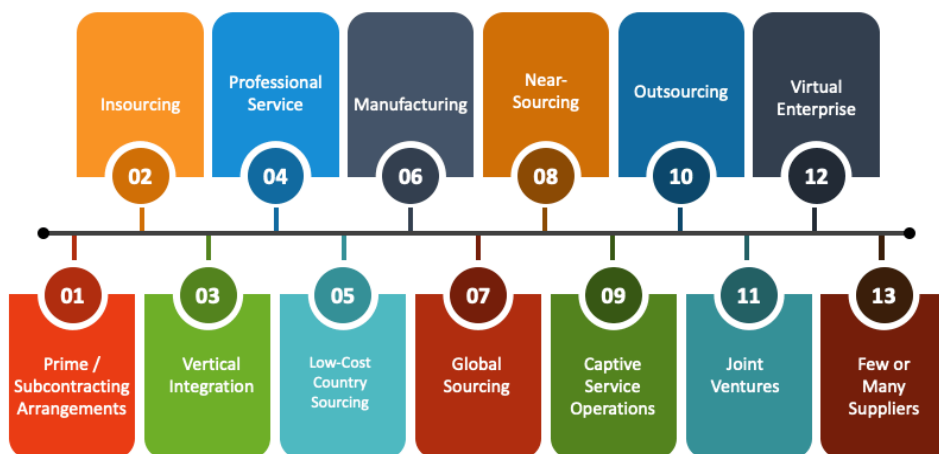 Insourcing
02
Professional
Service
04
Manufacturing
06
Near-
Sourcing
08
Outsourcing
10
Virtual
Enterprise
12
01
Prime /
Subcontracting
Arrangements
03
Vertical
Integration
05
Low-Cost
Country
Sourcing
07
Global
Sourcing
09
Captive
Service
Operations
11
Joint
Ventures
13
Few or
Many
Suppliers